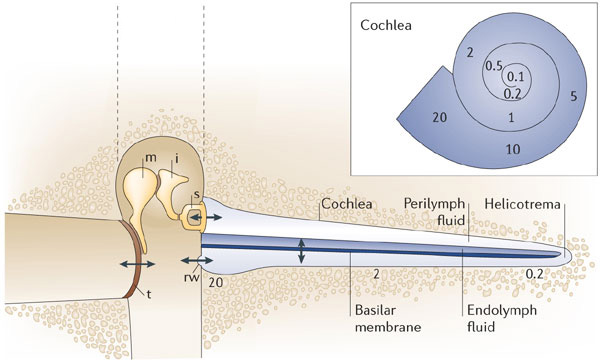 Cochlea
2
0.5
0.1
0.2
5
20
1
10
m
i
s
Cochlea
Perilymph
fluid
Helicotrema
t
rw
20
2
0.2
Basilar
membrane
Endolymph
fluid